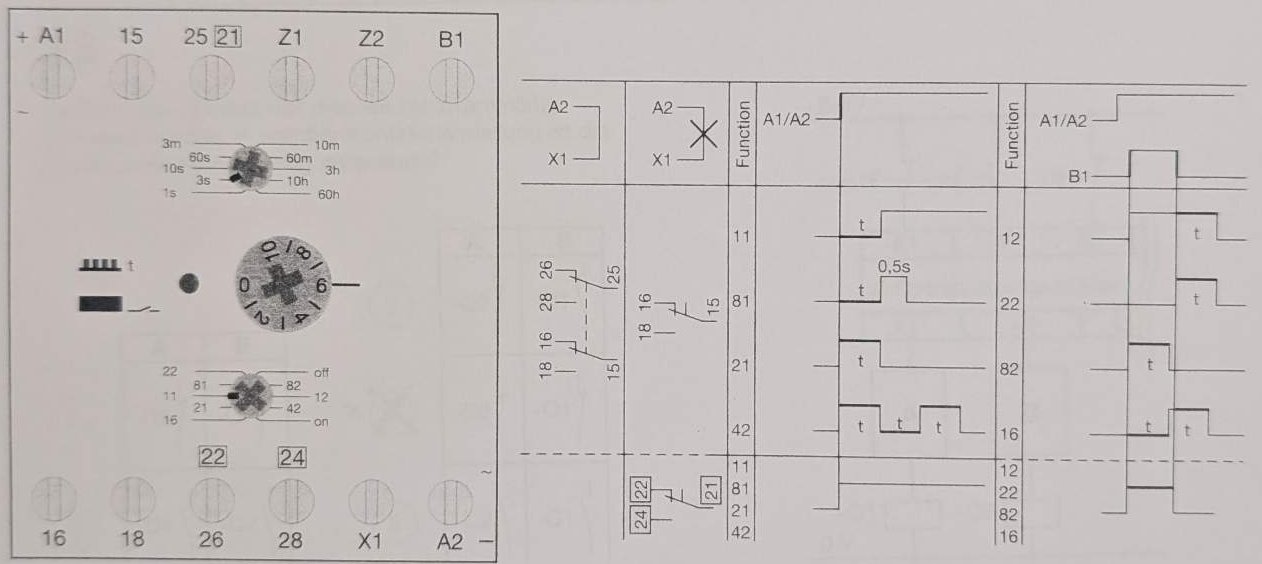 + A1 15 25 21 Z1 Z2 B1
~
3m 10m
60s 60m
10s 3h
3s 10h
1s 60h
t
0 2 4 6 8 10
22 off
81 82
11 12
21 42
16 on
22 24
~
16 18 26 28 X1 A2 −
A2
X1
A2
X1
Function
A1/A2
Function
A1/A2
B1
26 25
28
16 15
18
16 15
18
11 t
81 t 0,5s
21 t
42 t t t
12 t
22 t
82 t
16 t t
22 21
24
11
81
21
42
12
22
82
16